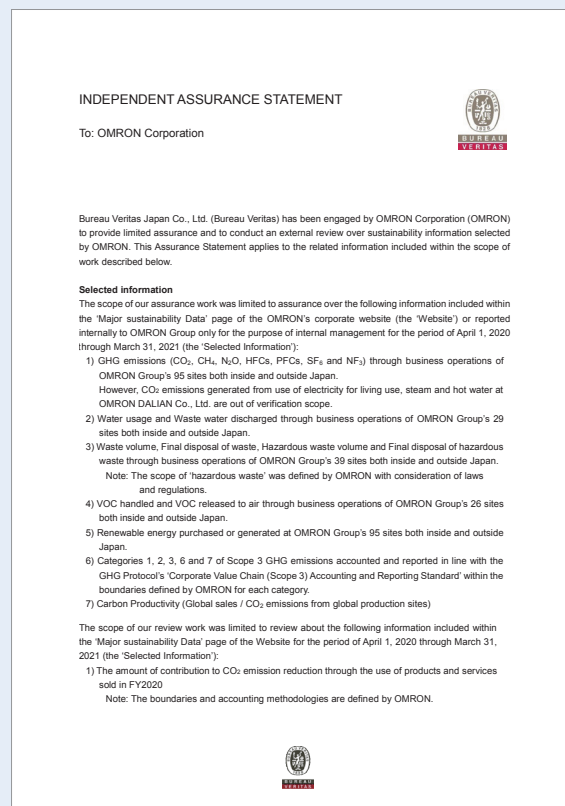 INDEPENDENT ASSURANCE STATEMENT
To: OMRON Corporation
BUREAU VERITAS
1828
BUREAU
VERITAS
Bureau Veritas Japan Co., Ltd. (Bureau Veritas) has been engaged by OMRON Corporation (OMRON)
to provide limited assurance and to conduct an external review over sustainability information selected
by OMRON. This Assurance Statement applies to the related information included within the scope of
work described below.
Selected information
The scope of our assurance work was limited to assurance over the following information included within
the ‘Major sustainability Data’ page of the OMRON’s corporate website (the ‘Website’) or reported
internally to OMRON Group only for the purpose of internal management for the period of April 1, 2020
through March 31, 2021 (the ‘Selected Information’):
1) GHG emissions (CO₂, CH₄, N₂O, HFCs, PFCs, SF₆ and NF₃) through business operations of
OMRON Group’s 95 sites both inside and outside Japan.
However, CO₂ emissions generated from use of electricity for living use, steam and hot water at
OMRON DALIAN Co., Ltd. are out of verification scope.
2) Water usage and Waste water discharged through business operations of OMRON Group’s 29
sites both inside and outside Japan.
3) Waste volume, Final disposal of waste, Hazardous waste volume and Final disposal of hazardous
waste through business operations of OMRON Group’s 39 sites both inside and outside Japan.
Note: The scope of ‘hazardous waste’ was defined by OMRON with consideration of laws
and regulations.
4) VOC handled and VOC released to air through business operations of OMRON Group’s 26 sites
both inside and outside Japan.
5) Renewable energy purchased or generated at OMRON Group’s 95 sites both inside and outside
Japan.
6) Categories 1, 2, 3, 6 and 7 of Scope 3 GHG emissions accounted and reported in line with the
GHG Protocol’s ‘Corporate Value Chain (Scope 3) Accounting and Reporting Standard’ within the
boundaries defined by OMRON for each category.
7) Carbon Productivity (Global sales / CO₂ emissions from global production sites)
The scope of our review work was limited to review about the following information included within
the ‘Major sustainability Data’ page of the Website for the period of April 1, 2020 through March 31,
2021 (the ‘Selected Information’):
1) The amount of contribution to CO₂ emission reduction through the use of products and services
sold in FY2020
Note: The boundaries and accounting methodologies are defined by OMRON.
BUREAU VERITAS
1828
BUREAU
VERITAS